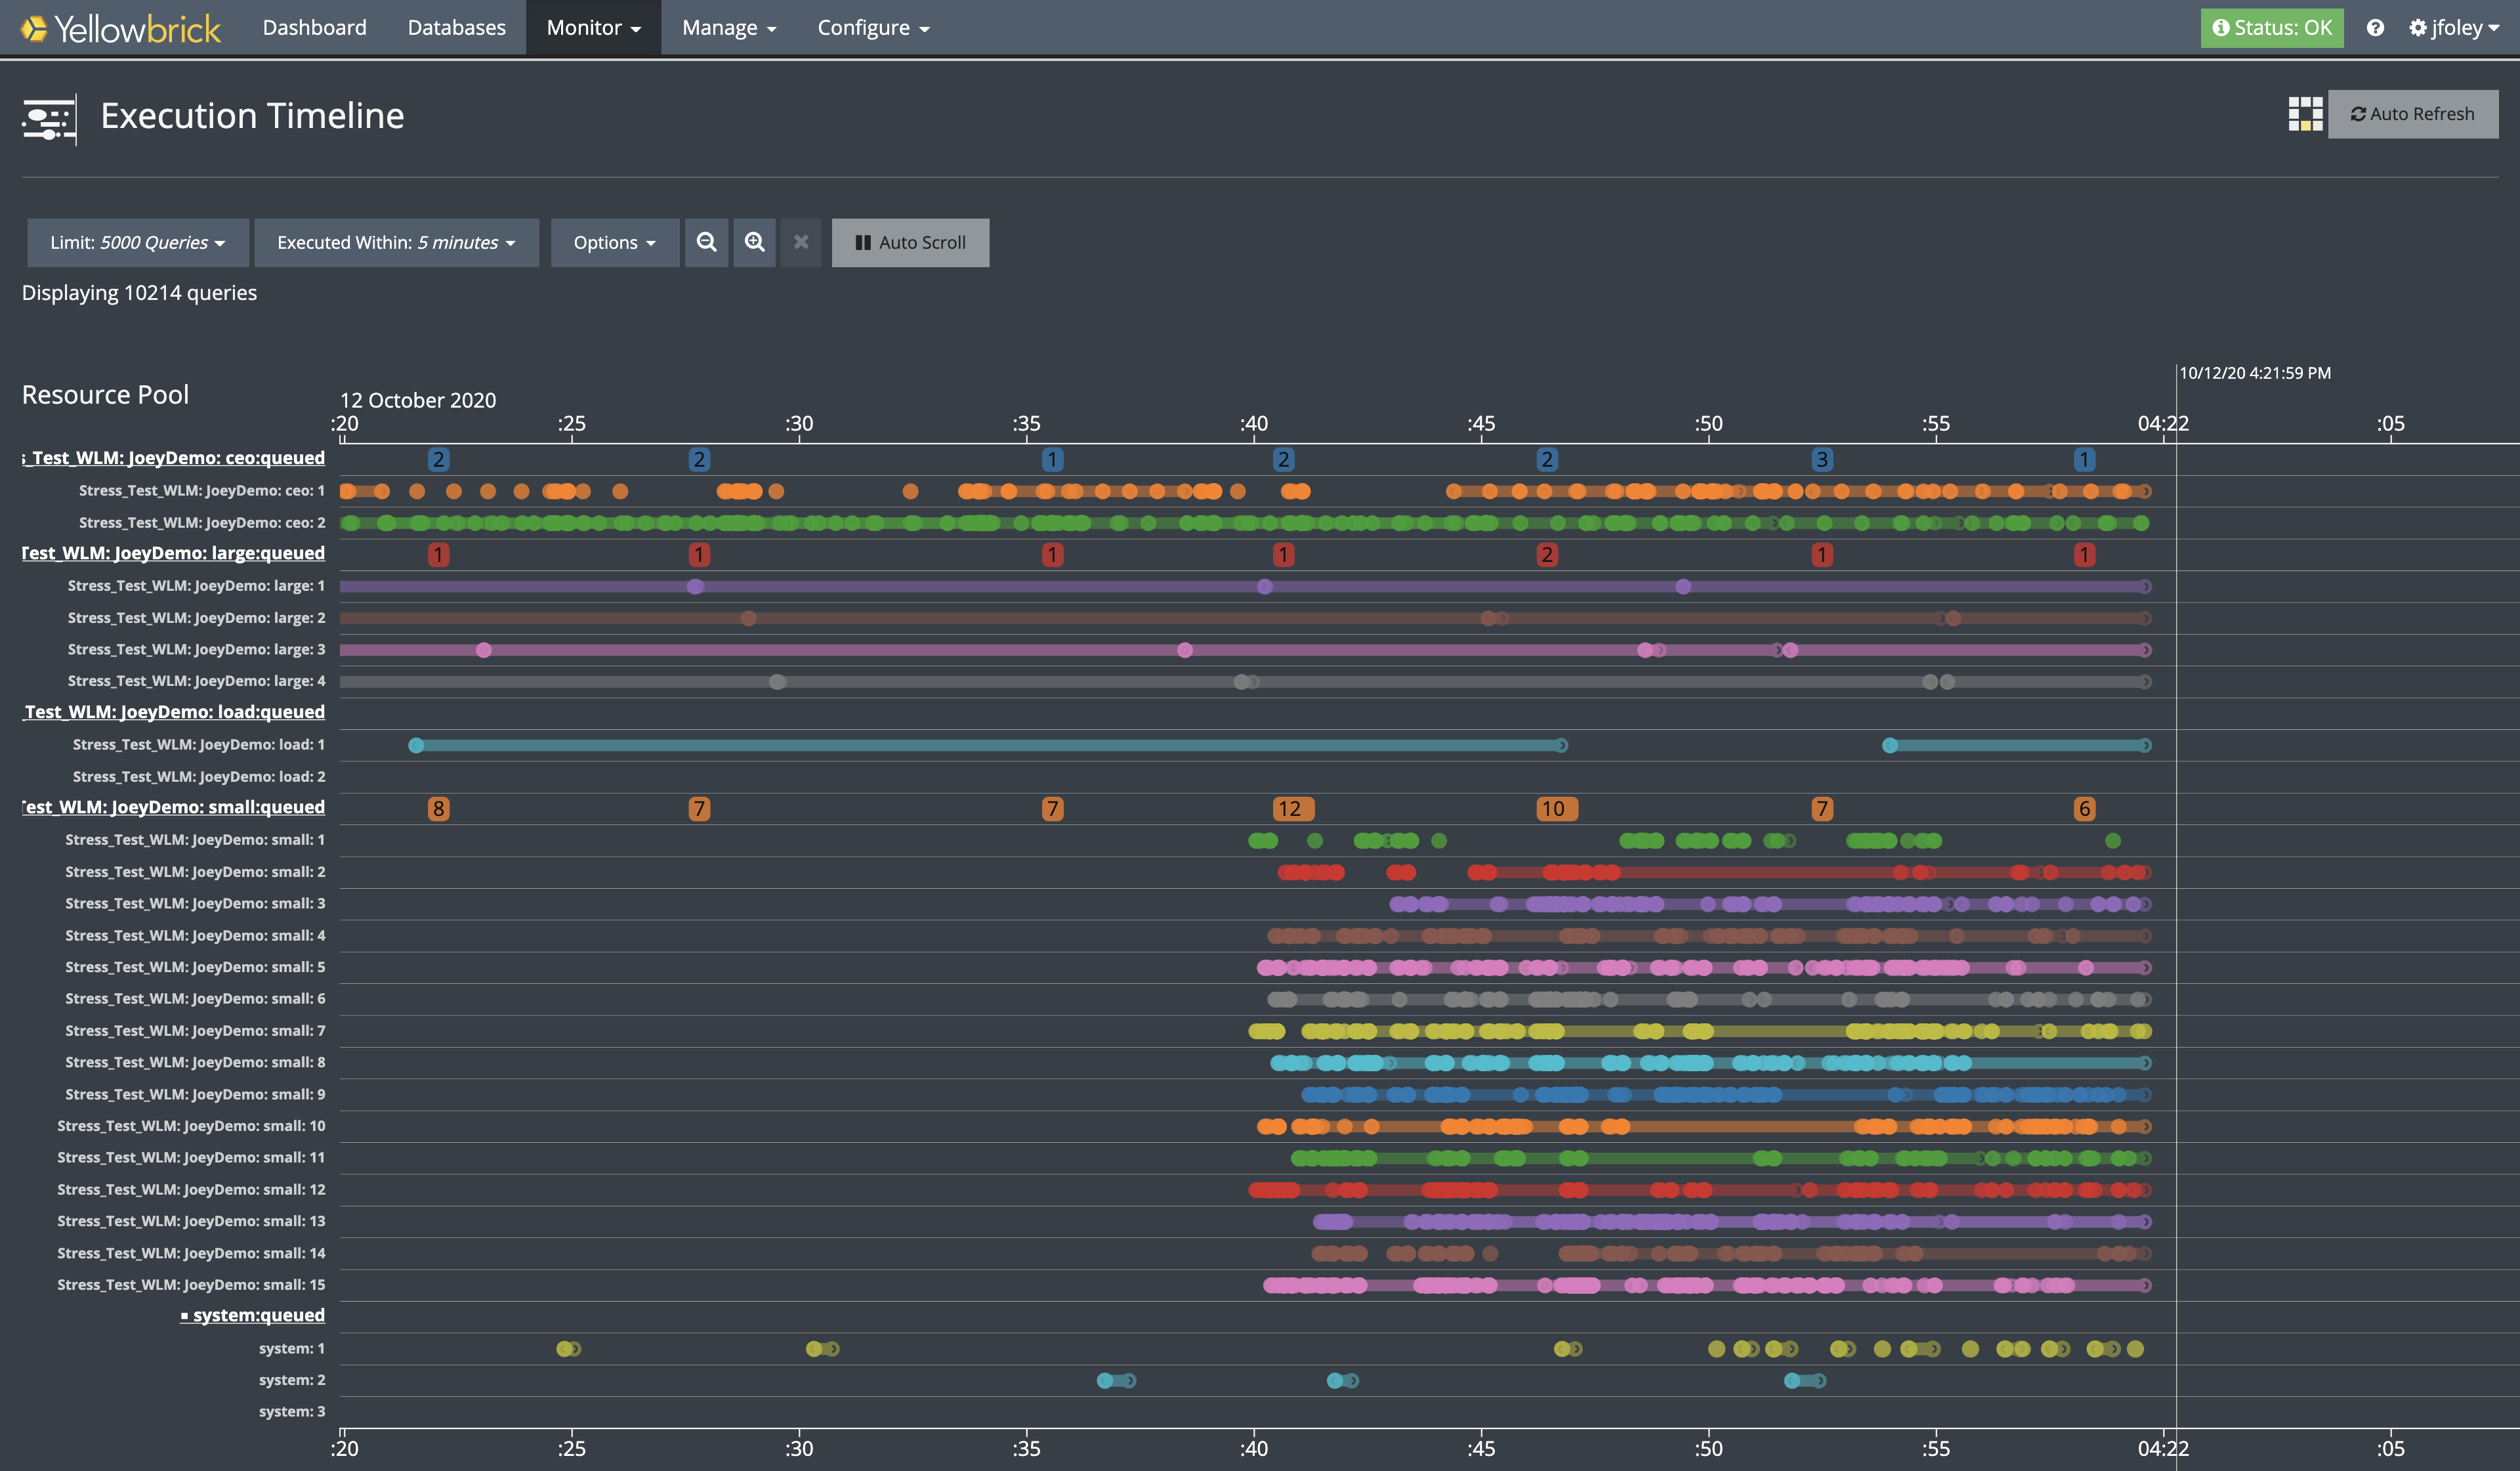 Yellowbrick Dashboard Databases Monitor Manage Configure Status: OK jfoley
Execution Timeline Auto Refresh
Limit: 5000 Queries Executed Within: 5 minutes Options Auto Scroll
Displaying 10214 queries
10/12/20 4:21:59 PM
Resource Pool 12 October 2020
:20 :25 :30 :35 :40 :45 :50 :55 04:22 :05
s_Test_WLM: JoeyDemo: ceo:queued 2 2 1 2 2 3 1
Stress_Test_WLM: JoeyDemo: ceo: 1
Stress_Test_WLM: JoeyDemo: ceo: 2
Test_WLM: JoeyDemo: large:queued 1 1 1 1 2 1 1
Stress_Test_WLM: JoeyDemo: large: 1
Stress_Test_WLM: JoeyDemo: large: 2
Stress_Test_WLM: JoeyDemo: large: 3
Stress_Test_WLM: JoeyDemo: large: 4
_Test_WLM: JoeyDemo: load:queued
Stress_Test_WLM: JoeyDemo: load: 1
Stress_Test_WLM: JoeyDemo: load: 2
Test_WLM: JoeyDemo: small:queued 8 7 7 12 10 7 6
Stress_Test_WLM: JoeyDemo: small: 1
Stress_Test_WLM: JoeyDemo: small: 2
Stress_Test_WLM: JoeyDemo: small: 3
Stress_Test_WLM: JoeyDemo: small: 4
Stress_Test_WLM: JoeyDemo: small: 5
Stress_Test_WLM: JoeyDemo: small: 6
Stress_Test_WLM: JoeyDemo: small: 7
Stress_Test_WLM: JoeyDemo: small: 8
Stress_Test_WLM: JoeyDemo: small: 9
Stress_Test_WLM: JoeyDemo: small: 10
Stress_Test_WLM: JoeyDemo: small: 11
Stress_Test_WLM: JoeyDemo: small: 12
Stress_Test_WLM: JoeyDemo: small: 13
Stress_Test_WLM: JoeyDemo: small: 14
Stress_Test_WLM: JoeyDemo: small: 15
▪ system:queued
system: 1
system: 2
system: 3
:20 :25 :30 :35 :40 :45 :50 :55 04:22 :05